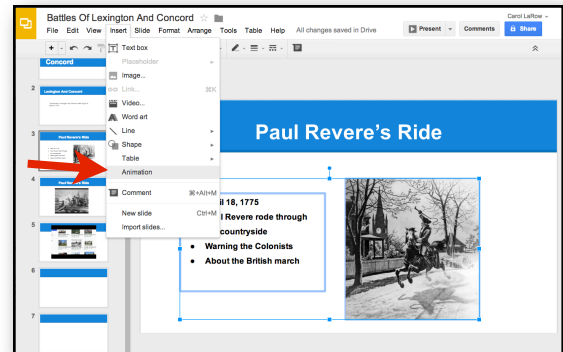 Battles Of Lexington And Concord
Carol LaRow
File Edit View Insert Slide Format Arrange Tools Table Help All changes saved in Drive
Present Comments Share
Text box
Placeholder
Image...
Link... ⌘K
Video...
Word art
Line
Shape
Table
Animation
Comment ⌘+Alt+M
New slide Ctrl+M
Import slides...
Concord
2
Lexington And Concord
3
Paul Revere's Ride
4
Paul Revere's Ride
5
6
7
Paul Revere's Ride
il 18, 1775
l Revere rode through
countryside
● Warning the Colonists
● About the British march